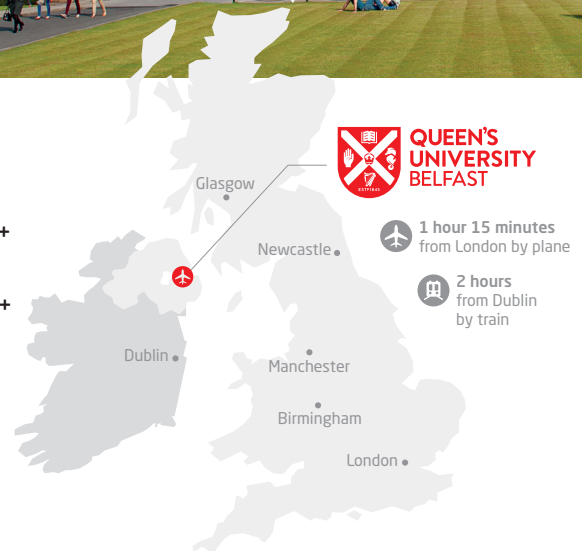 QUEEN'S
UNIVERSITY
BELFAST
ESTD1845
Glasgow
+
1 hour 15 minutes
from London by plane
Newcastle
2 hours
from Dublin
by train
+
Dublin
Manchester
Birmingham
London